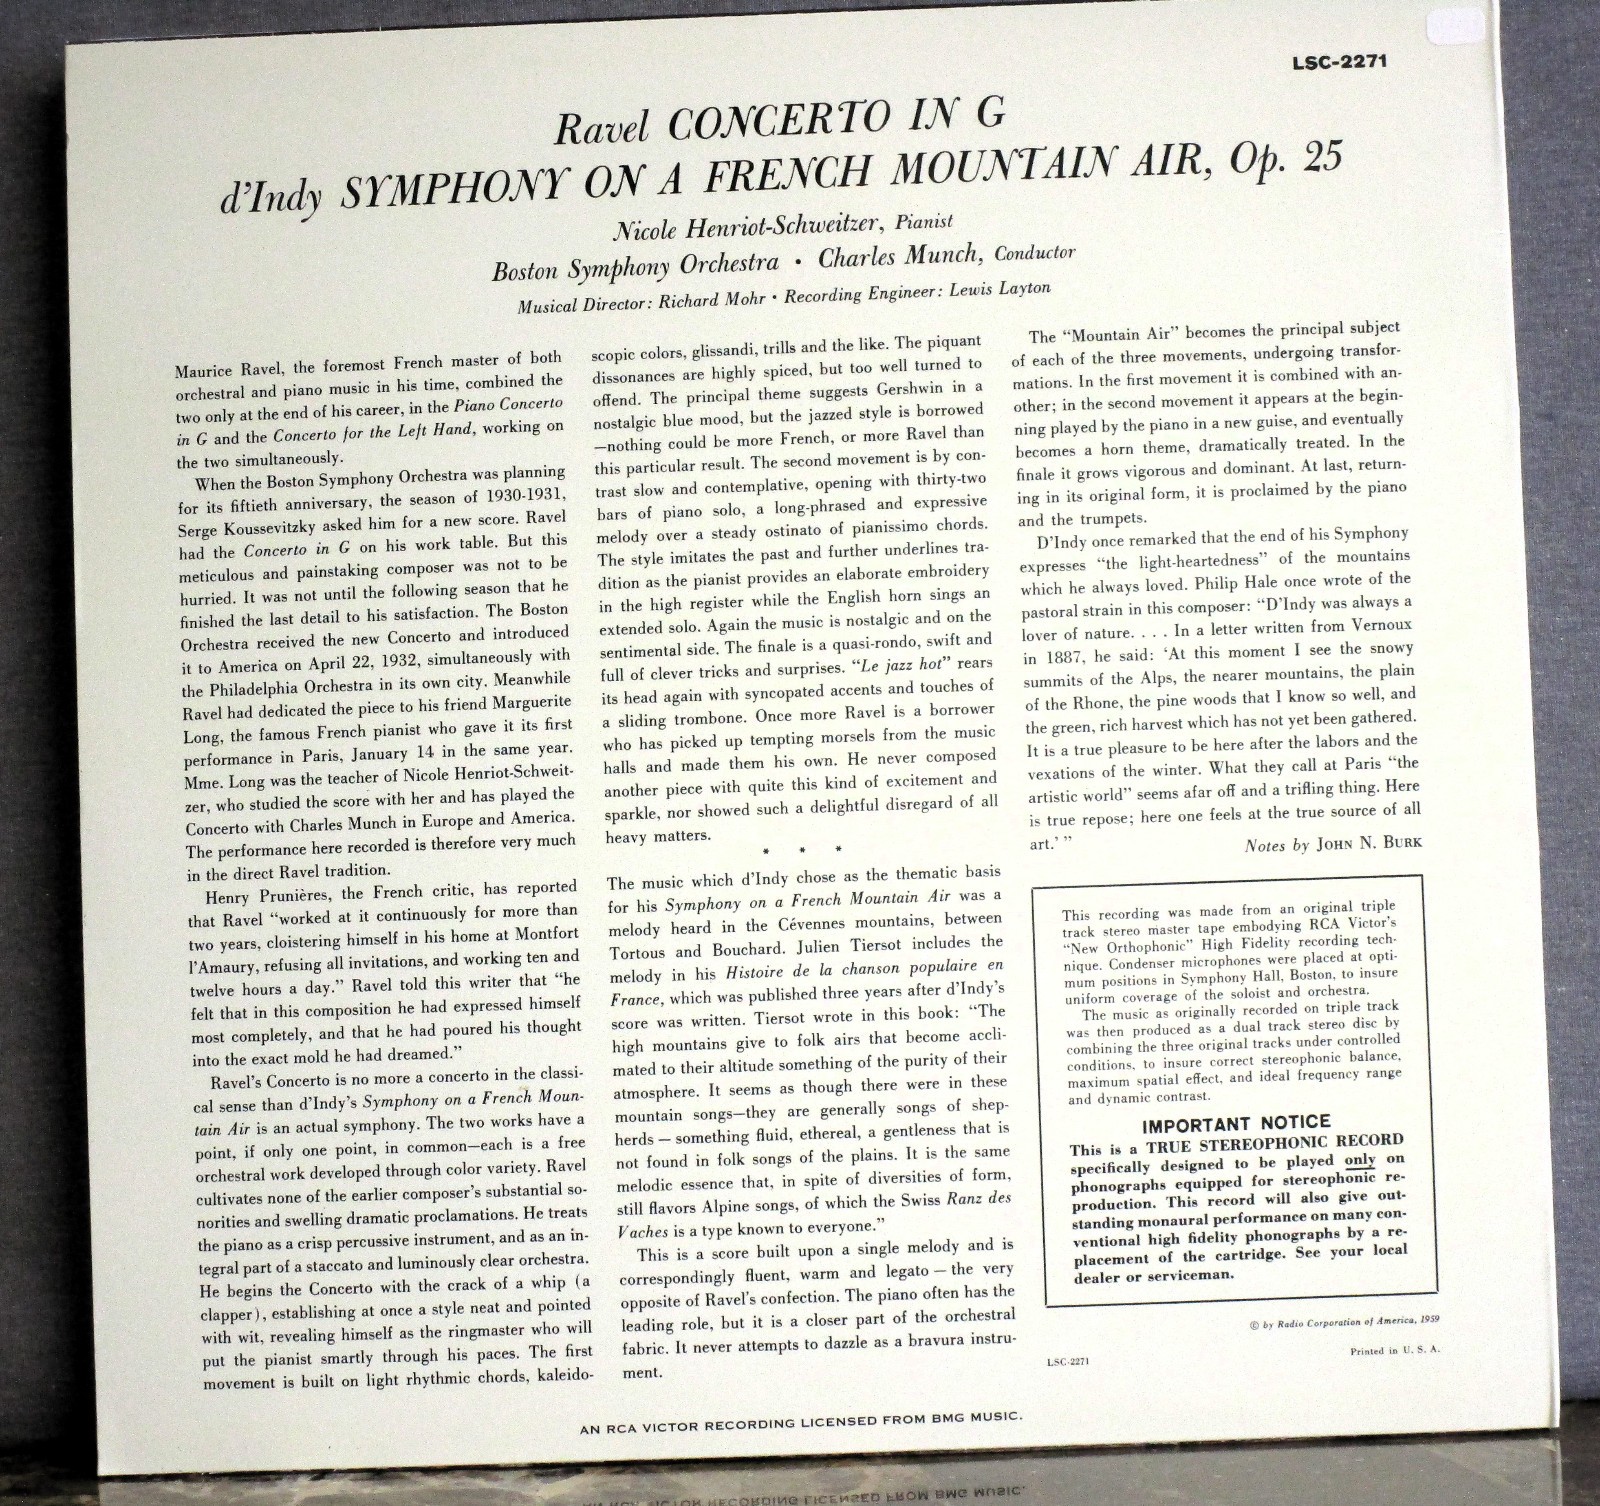 LSC-2271
Ravel CONCERTO IN G
d'Indy SYMPHONY ON A FRENCH MOUNTAIN AIR, Op. 25
Nicole Henriot-Schweitzer, Pianist
Boston Symphony Orchestra • Charles Munch, Conductor
Musical Director: Richard Mohr • Recording Engineer: Lewis Layton
Maurice Ravel, the foremost French master of both
orchestral and piano music in his time, combined the
two only at the end of his career, in the Piano Concerto
in G and the Concerto for the Left Hand, working on
the two simultaneously.
When the Boston Symphony Orchestra was planning
for its fiftieth anniversary, the season of 1930-1931,
Serge Koussevitzky asked him for a new score. Ravel
had the Concerto in G on his work table. But this
meticulous and painstaking composer was not to be
hurried. It was not until the following season that he
finished the last detail to his satisfaction. The Boston
Orchestra received the new Concerto and introduced
it to America on April 22, 1932, simultaneously with
the Philadelphia Orchestra in its own city. Meanwhile
Ravel had dedicated the piece to his friend Marguerite
Long, the famous French pianist who gave it its first
performance in Paris, January 14 in the same year.
Mme. Long was the teacher of Nicole Henriot-Schweit-
zer, who studied the score with her and has played the
Concerto with Charles Munch in Europe and America.
The performance here recorded is therefore very much
in the direct Ravel tradition.
Henry Prunières, the French critic, has reported
that Ravel "worked at it continuously for more than
two years, cloistering himself in his home at Montfort
l'Amaury, refusing all invitations, and working ten and
twelve hours a day." Ravel told this writer that "he
felt that in this composition he had expressed himself
most completely, and that he had poured his thought
into the exact mold he had dreamed."
Ravel's Concerto is no more a concerto in the classi-
cal sense than d'Indy's Symphony on a French Moun-
tain Air is an actual symphony. The two works have a
point, if only one point, in common—each is a free
orchestral work developed through color variety. Ravel
cultivates none of the earlier composer's substantial so-
norities and swelling dramatic proclamations. He treats
the piano as a crisp percussive instrument, and as an in-
tegral part of a staccato and luminously clear orchestra.
He begins the Concerto with the crack of a whip (a
clapper), establishing at once a style neat and pointed
with wit, revealing himself as the ringmaster who will
put the pianist smartly through his paces. The first
movement is built on light rhythmic chords, kaleido-
scopic colors, glissandi, trills and the like. The piquant
dissonances are highly spiced, but too well turned to
offend. The principal theme suggests Gershwin in a
nostalgic blue mood, but the jazzed style is borrowed
—nothing could be more French, or more Ravel than
this particular result. The second movement is by con-
trast slow and contemplative, opening with thirty-two
bars of piano solo, a long-phrased and expressive
melody over a steady ostinato of pianissimo chords.
The style imitates the past and further underlines tra-
dition as the pianist provides an elaborate embroidery
in the high register while the English horn sings an
extended solo. Again the music is nostalgic and on the
sentimental side. The finale is a quasi-rondo, swift and
full of clever tricks and surprises. "Le jazz hot" rears
its head again with syncopated accents and touches of
a sliding trombone. Once more Ravel is a borrower
who has picked up tempting morsels from the music
halls and made them his own. He never composed
another piece with quite this kind of excitement and
sparkle, nor showed such a delightful disregard of all
heavy matters.
* * *
The music which d'Indy chose as the thematic basis
for his Symphony on a French Mountain Air was a
melody heard in the Cévennes mountains, between
Tortous and Bouchard. Julien Tiersot includes the
melody in his Histoire de la chanson populaire en
France, which was published three years after d'Indy's
score was written. Tiersot wrote in this book: "The
high mountains give to folk airs that become accli-
mated to their altitude something of the purity of their
atmosphere. It seems as though there were in these
mountain songs—they are generally songs of shep-
herds — something fluid, ethereal, a gentleness that is
not found in folk songs of the plains. It is the same
melodic essence that, in spite of diversities of form,
still flavors Alpine songs, of which the Swiss Ranz des
Vaches is a type known to everyone."
This is a score built upon a single melody and is
correspondingly fluent, warm and legato — the very
opposite of Ravel's confection. The piano often has the
leading role, but it is a closer part of the orchestral
fabric. It never attempts to dazzle as a bravura instru-
ment.
The "Mountain Air" becomes the principal subject
of each of the three movements, undergoing transfor-
mations. In the first movement it is combined with an-
other; in the second movement it appears at the begin-
ning played by the piano in a new guise, and eventually
becomes a horn theme, dramatically treated. In the
finale it grows vigorous and dominant. At last, return-
ing in its original form, it is proclaimed by the piano
and the trumpets.
D'Indy once remarked that the end of his Symphony
expresses "the light-heartedness" of the mountains
which he always loved. Philip Hale once wrote of the
pastoral strain in this composer: "D'Indy was always a
lover of nature. . . . In a letter written from Vernoux
in 1887, he said: 'At this moment I see the snowy
summits of the Alps, the nearer mountains, the plain
of the Rhone, the pine woods that I know so well, and
the green, rich harvest which has not yet been gathered.
It is a true pleasure to be here after the labors and the
vexations of the winter. What they call at Paris "the
artistic world" seems afar off and a trifling thing. Here
is true repose; here one feels at the true source of all
art.' "
Notes by JOHN N. BURK
This recording was made from an original triple
track stereo master tape embodying RCA Victor's
"New Orthophonic" High Fidelity recording tech-
nique. Condenser microphones were placed at opti-
mum positions in Symphony Hall, Boston, to insure
uniform coverage of the soloist and orchestra.
The music as originally recorded on triple track
was then produced as a dual track stereo disc by
combining the three original tracks under controlled
conditions, to insure correct stereophonic balance,
maximum spatial effect, and ideal frequency range
and dynamic contrast.
IMPORTANT NOTICE
This is a TRUE STEREOPHONIC RECORD
specifically designed to be played only on
phonographs equipped for stereophonic re-
production. This record will also give out-
standing monaural performance on many con-
ventional high fidelity phonographs by a re-
placement of the cartridge. See your local
dealer or serviceman.
© by Radio Corporation of America, 1959
LSC-2271
Printed in U. S. A.
AN RCA VICTOR RECORDING LICENSED FROM BMG MUSIC.